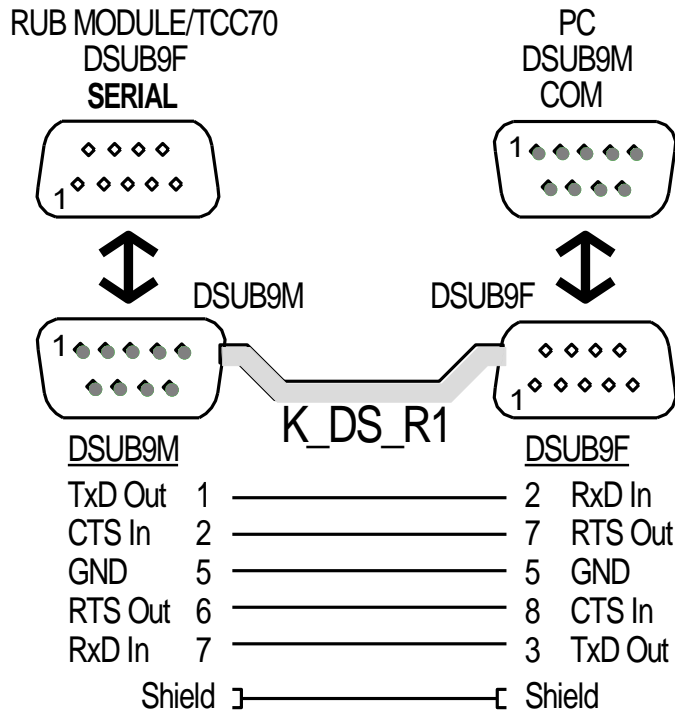 RUB MODULE/TCC70 PC
DSUB9F DSUB9M
SERIAL COM
1 1
DSUB9M DSUB9F
1 1
K_DS_R1
DSUB9M DSUB9F
TxD Out 1 2 RxD In
CTS In 2 7 RTS Out
GND 5 5 GND
RTS Out 6 8 CTS In
RxD In 7 3 TxD Out
Shield Shield